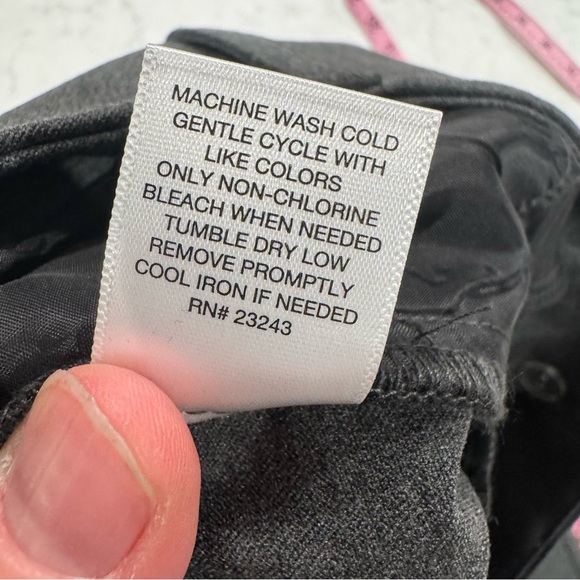 MACHINE WASH COLD
GENTLE CYCLE WITH
LIKE COLORS
ONLY NON-CHLORINE
BLEACH WHEN NEEDED
TUMBLE DRY LOW
REMOVE PROMPTLY
COOL IRON IF NEEDED
RN# 23243